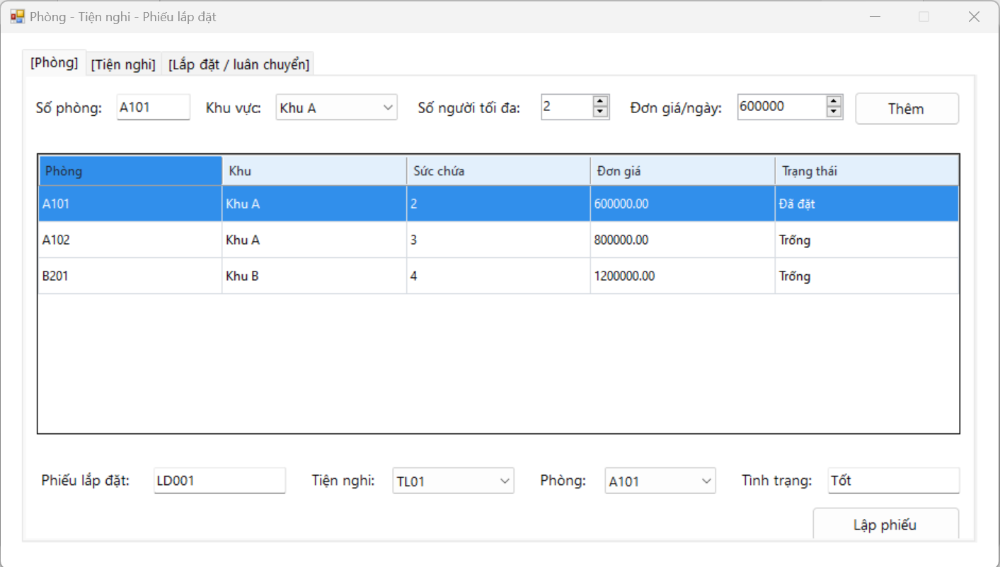 Phòng - Tiện nghi - Phiếu lắp đặt
[Phòng] [Tiện nghi] [Lắp đặt / luân chuyển]
Số phòng: A101 Khu vực: Khu A Số người tối đa: 2 Đơn giá/ngày: 600000 Thêm
Phòng Khu Sức chứa Đơn giá Trạng thái
A101 Khu A 2 600000.00 Đã đặt
A102 Khu A 3 800000.00 Trống
B201 Khu B 4 1200000.00 Trống
Phiếu lắp đặt: LD001 Tiện nghi: TL01 Phòng: A101 Tình trạng: Tốt
Lập phiếu